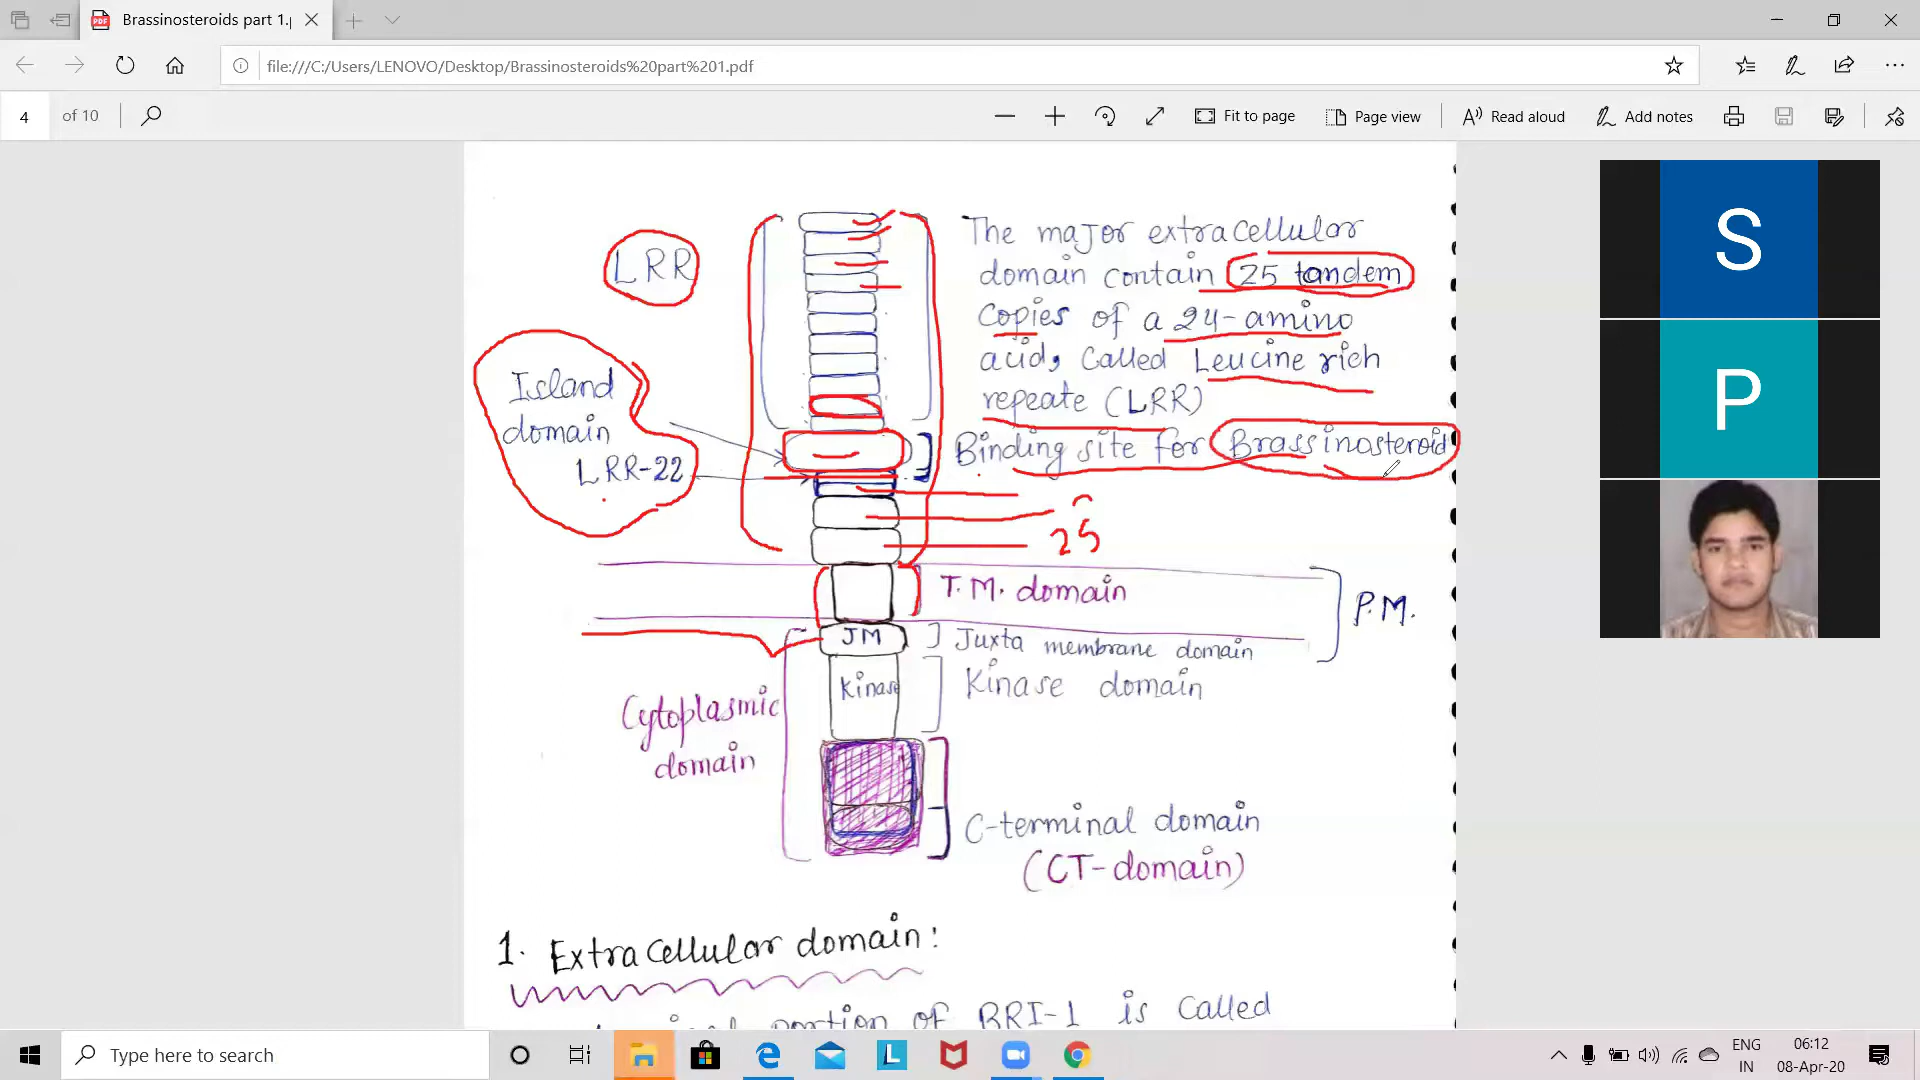 Brassinosteroids part 1.p
file:///C:/Users/LENOVO/Desktop/Brassinosteroids%20part%201.pdf
4 of 10
Fit to page
Page view
Read aloud
Add notes
LRR
The major extracellular
domain contain 25 tandem
copies of a 24-amino
acid, called Leucine rich
repeate (LRR)
Island
domain
LRR-22
Binding site for Brassinosteroid
25
T.M. domain
P.M.
JM
Juxta membrane domain
Kinase
Kinase domain
Cytoplasmic
domain
C-terminal domain
(CT-domain)
1. Extracellular domain:
portion of BRI-1 is called
S
P
Type here to search
ENG
IN
06:12
08-Apr-20